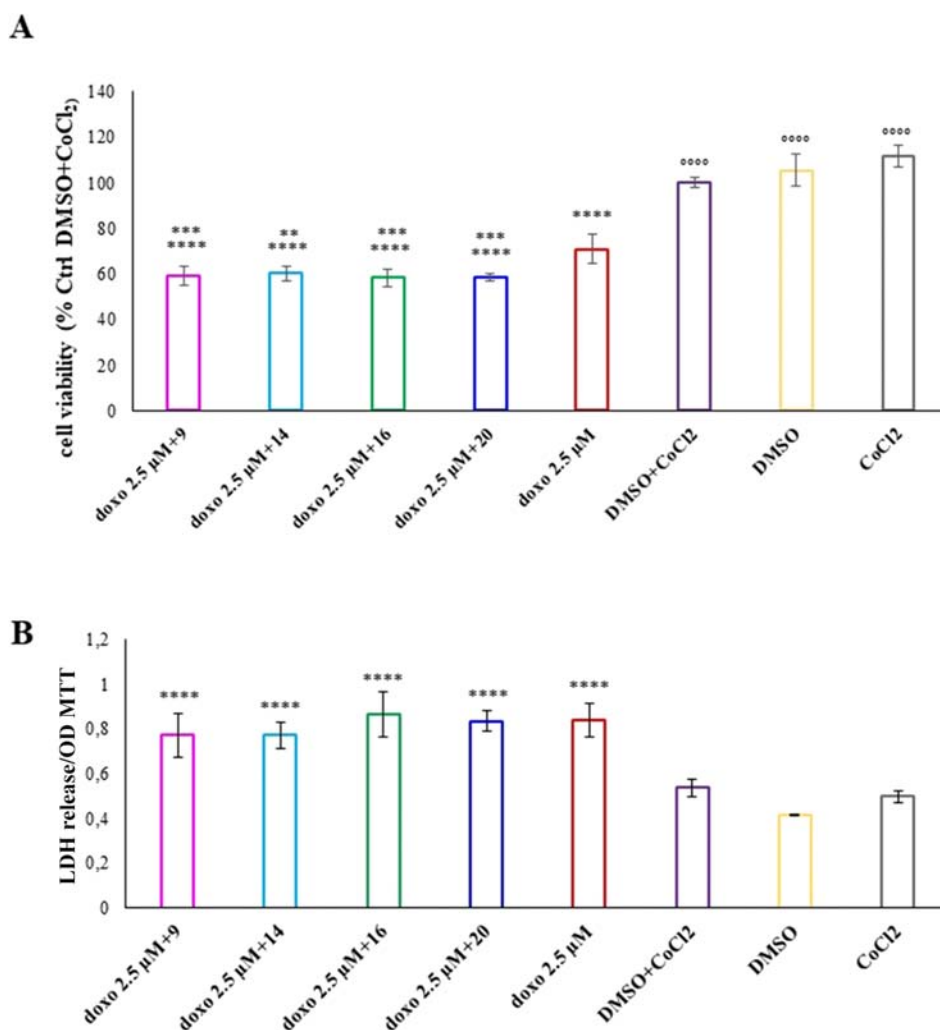 A
cell viability (% Ctrl DMSO+CoCl₂)
140
120
100
80
60
40
20
0
***
****
**
****
***
****
***
****
****
°°°°
°°°°
°°°°
doxo 2.5 µM+9
doxo 2.5 µM+14
doxo 2.5 µM+16
doxo 2.5 µM+20
doxo 2.5 µM
DMSO+CoCl2
DMSO
CoCl2
B
LDH release/OD MTT
1,2
1
0,8
0,6
0,4
0,2
0
****
****
****
****
****
doxo 2.5 µM+9
doxo 2.5 µM+14
doxo 2.5 µM+16
doxo 2.5 µM+20
doxo 2.5 µM
DMSO+CoCl2
DMSO
CoCl2